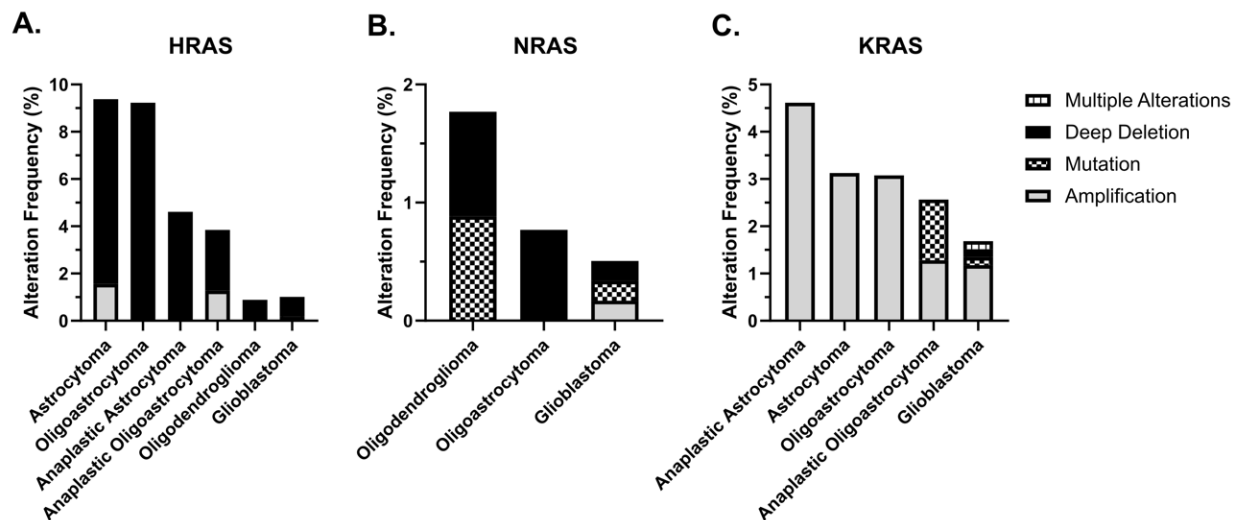 A.
HRAS
Alteration Frequency (%)
10
8
6
4
2
0
Astrocytoma
Oligoastrocytoma
Anaplastic Astrocytoma
Anaplastic Oligoastrocytoma
Oligodendroglioma
Glioblastoma
B.
NRAS
Alteration Frequency (%)
2
1
0
Oligodendroglioma
Oligoastrocytoma
Glioblastoma
C.
KRAS
Alteration Frequency (%)
5
4
3
2
1
0
Anaplastic Astrocytoma
Astrocytoma
Oligoastrocytoma
Anaplastic Oligoastrocytoma
Glioblastoma
Multiple Alterations
Deep Deletion
Mutation
Amplification